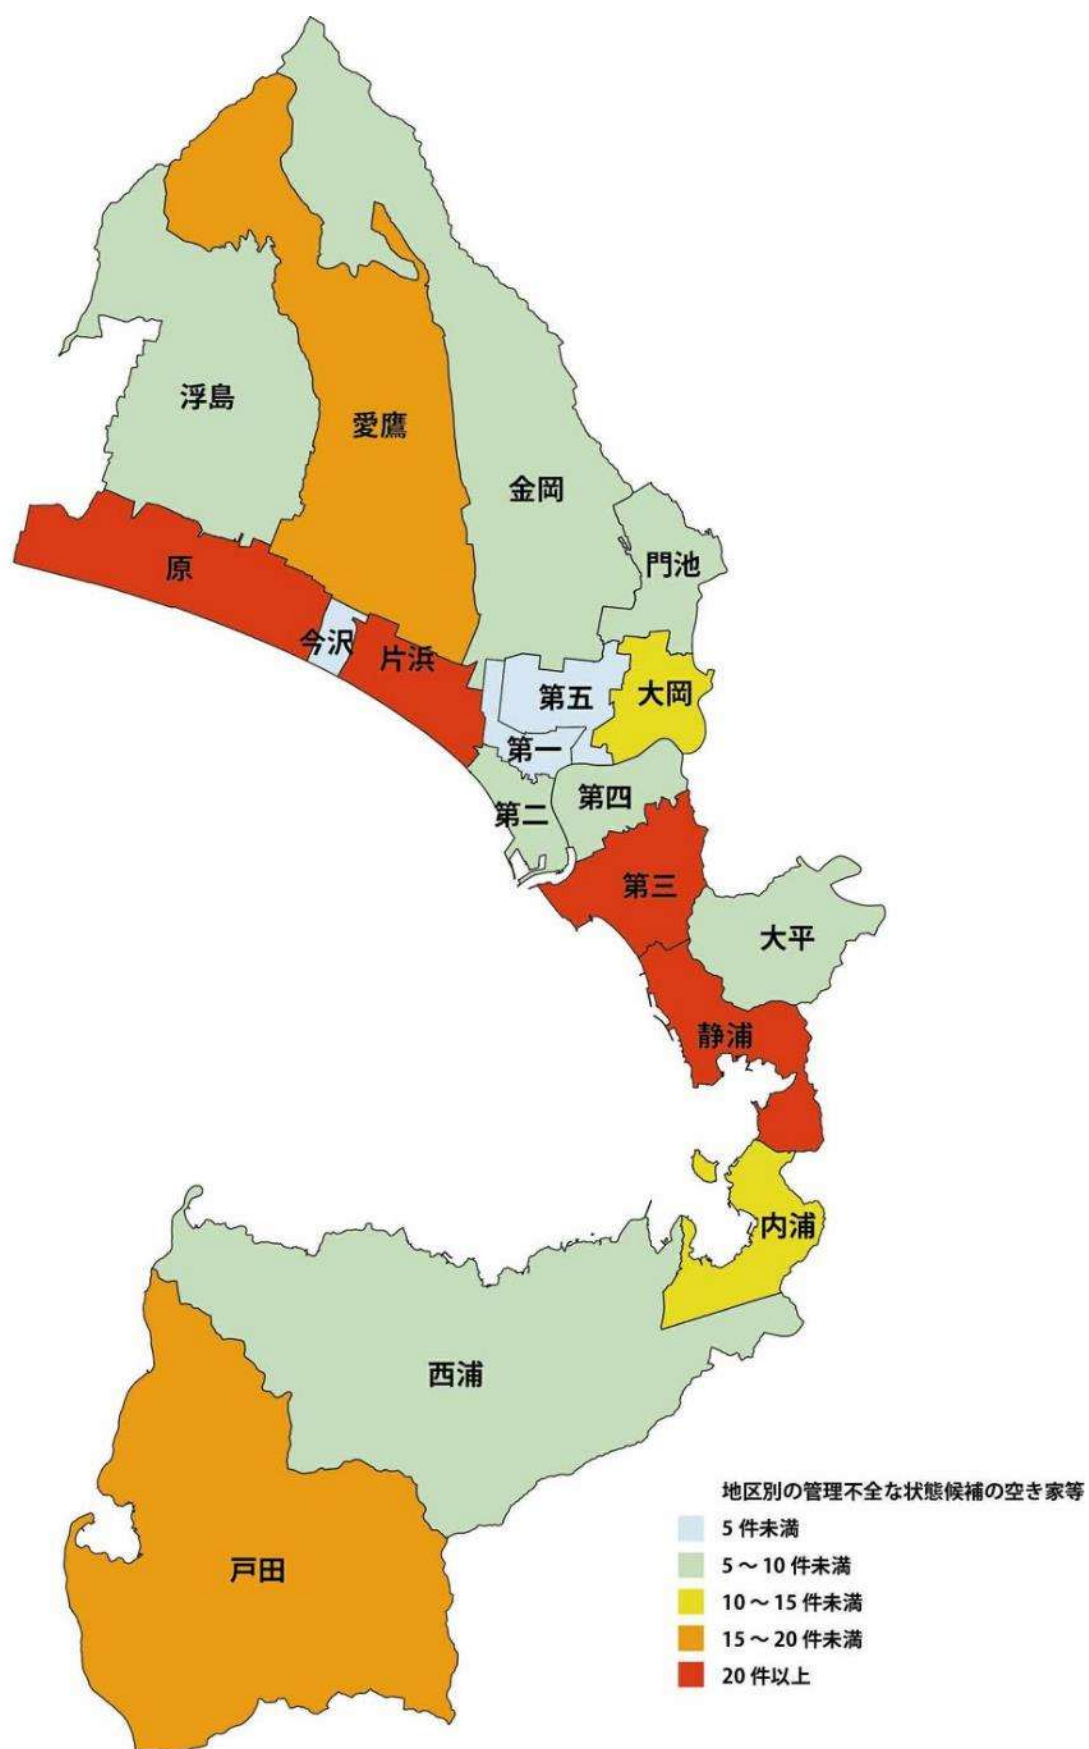 浮島
愛鷹
金岡
門池
原
今沢
片浜
第五
大岡
第一
第二
第四
第三
大平
静浦
内浦
西浦
戸田
地区別の管理不全な状態候補の空き家等
5 件未満
5 ～ 10 件未満
10 ～ 15 件未満
15 ～ 20 件未満
20 件以上